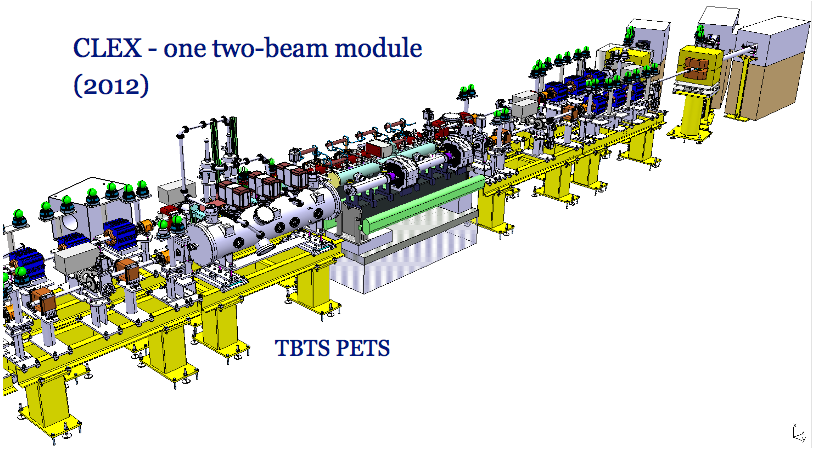 CLEX - one two-beam module
(2012)
TBTS PETS